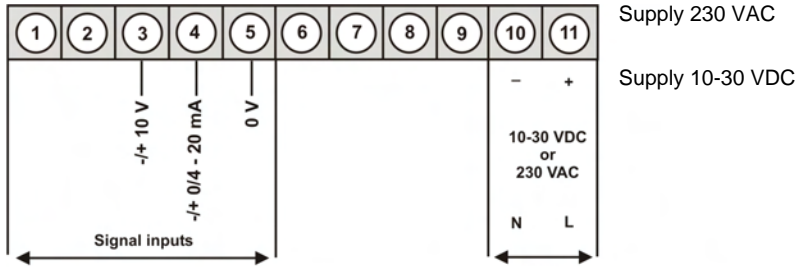 1 2 3 4 5 6 7 8 9 10 11
Supply 230 VAC
Supply 10-30 VDC
-/+ 10 V
-/+ 0/4 - 20 mA
0 V
– +
10-30 VDC
or
230 VAC
N L
Signal inputs